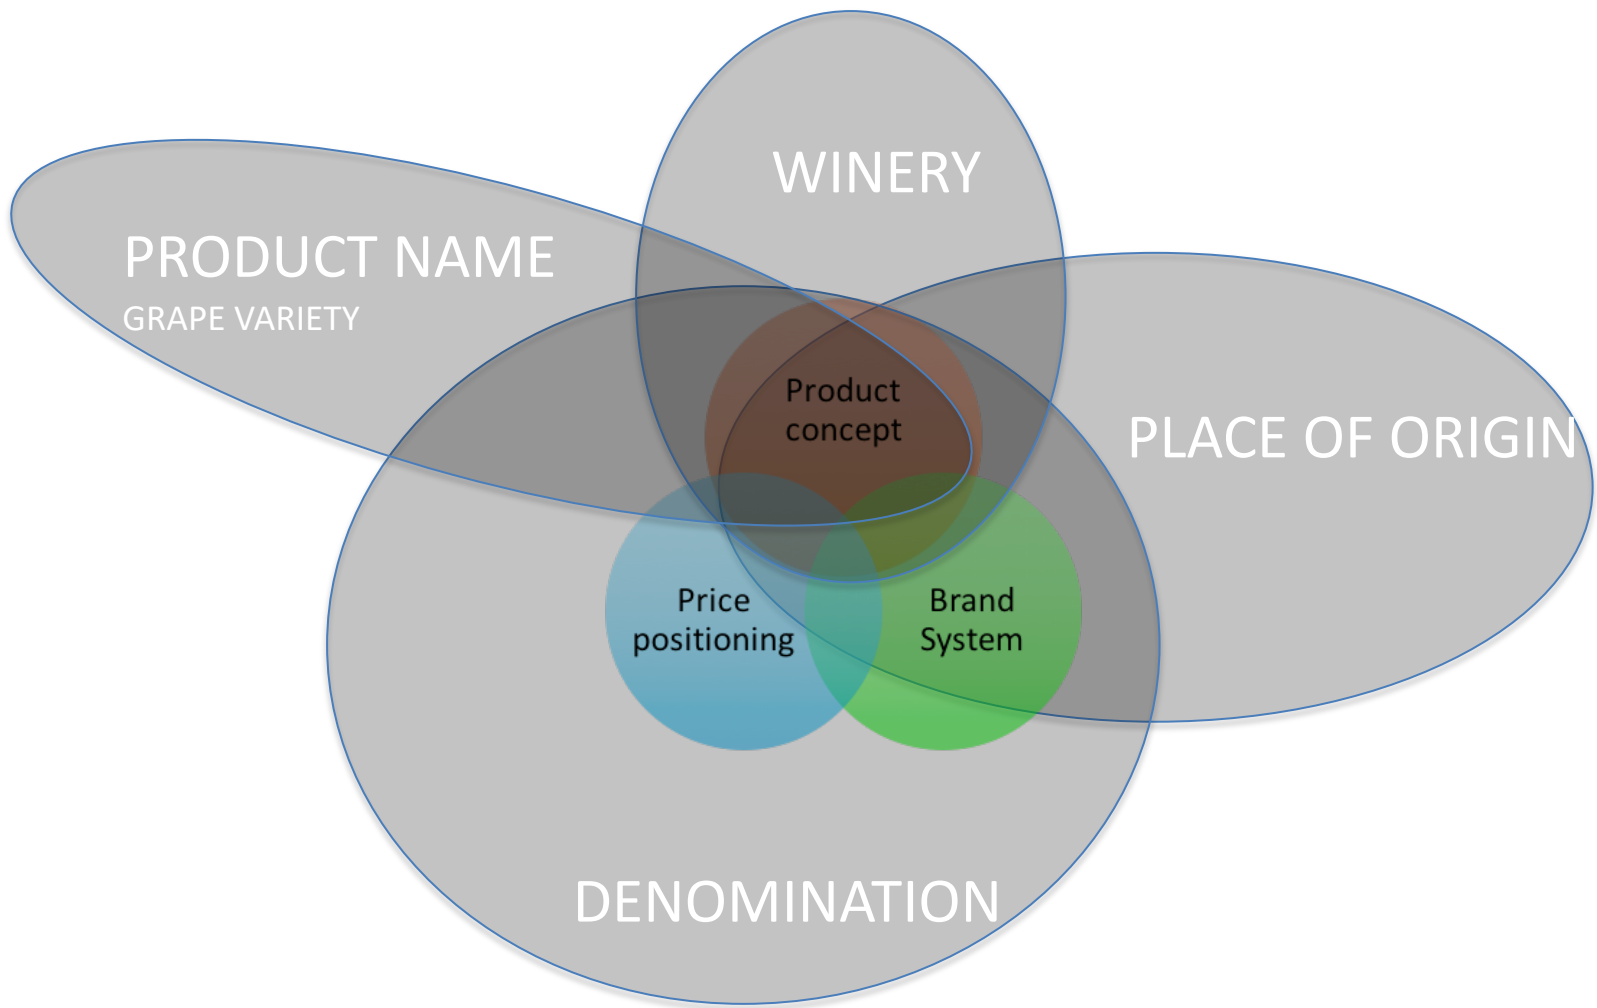 WINERY
PRODUCT NAME
GRAPE VARIETY
Product
concept
PLACE OF ORIGIN
Price
positioning
Brand
System
DENOMINATION